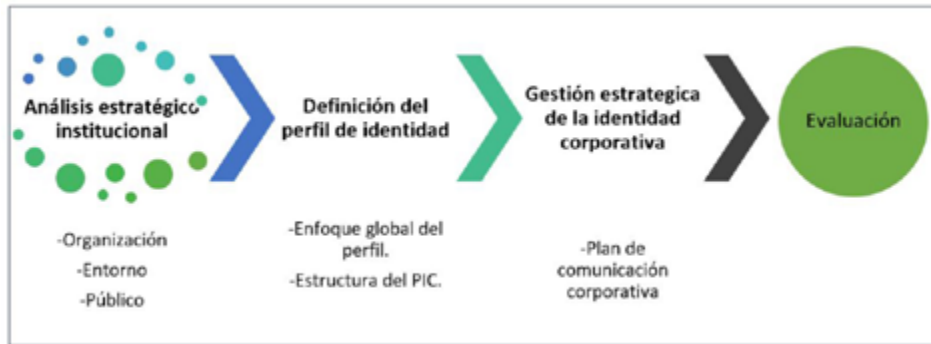 Análisis estratégico
institucional
-Organización
-Entorno
-Público
Definición del
perfil de identidad
-Enfoque global del
perfil.
-Estructura del PIC.
Gestión estrategica
de la identidad
corporativa
-Plan de
comunicación
corporativa
Evaluación